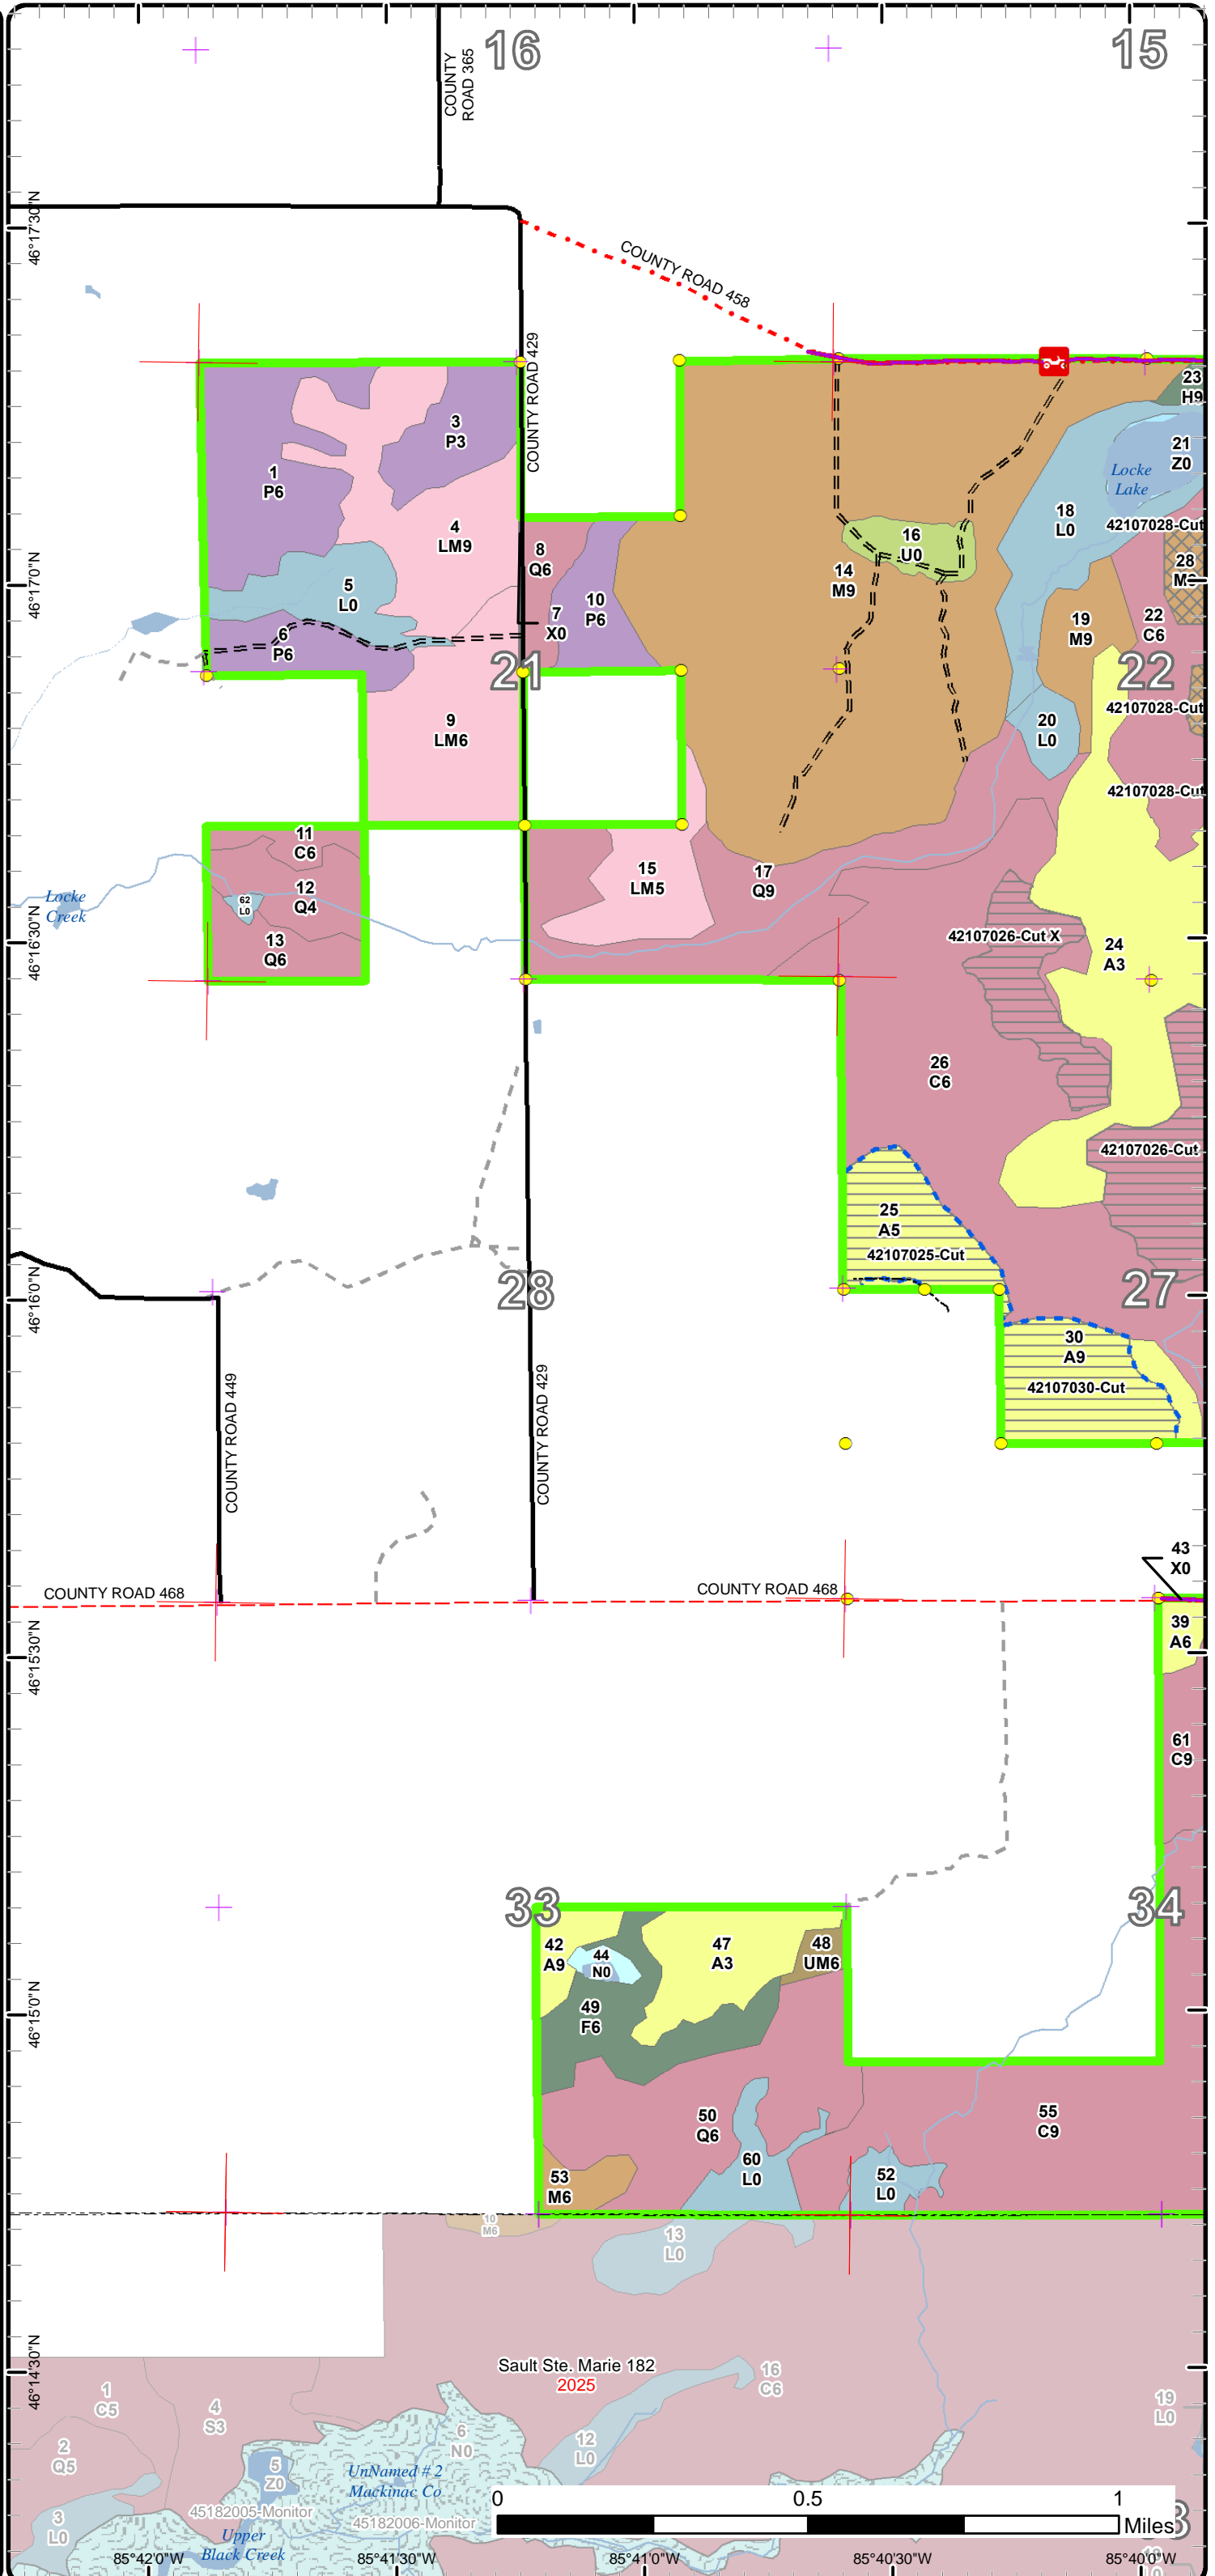 16
15
COUNTY
ROAD 365
46°17'30"N
COUNTY ROAD 458
COUNTY ROAD 429
23
H9
3
P3
21
Z0
Locke
Lake
1
P6
18
L0
42107028-Cut
4
LM9
16
U0
8
Q6
28
14
M9
5
L0
46°17'0"N
10
P6
7
X0
22
C6
19
M9
6
P6
21
22
42107028-Cut
9
LM6
20
L0
42107028-Cut
11
C6
15
LM5
17
Q9
12
Q4
62
L0
Locke
Creek
13
Q6
46°16'30"N
42107026-Cut X
24
A3
26
C6
42107026-Cut
25
A5
42107025-Cut
46°16'0"N
28
27
30
A9
42107030-Cut
COUNTY ROAD 449
COUNTY ROAD 429
43
X0
COUNTY ROAD 468
COUNTY ROAD 468
39
A6
46°15'30"N
61
C9
33
34
42
A9
44
N0
47
A3
48
UM6
49
F6
46°15'0"N
50
Q6
55
C9
60
L0
52
L0
53
M6
10
M6
13
L0
46°14'30"N
Sault Ste. Marie 182
2025
16
C6
1
C5
4
S3
19
L0
2
Q5
6
N0
12
L0
5
Z0
UnNamed # 2
Mackinac Co
0
0.5
1
Miles
45182005-Monitor
45182006-Monitor
3
L0
Upper
Black Creek
85°42'0"W
85°41'30"W
85°41'0"W
85°40'30"W
85°40'0"W